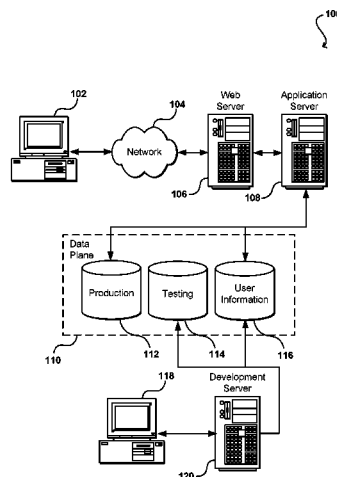 100
102
104
Web
Server
Application
Server
Network
106
108
Data
Plane
Production
Testing
User
Information
110
112
114
116
118
Development
Server
120